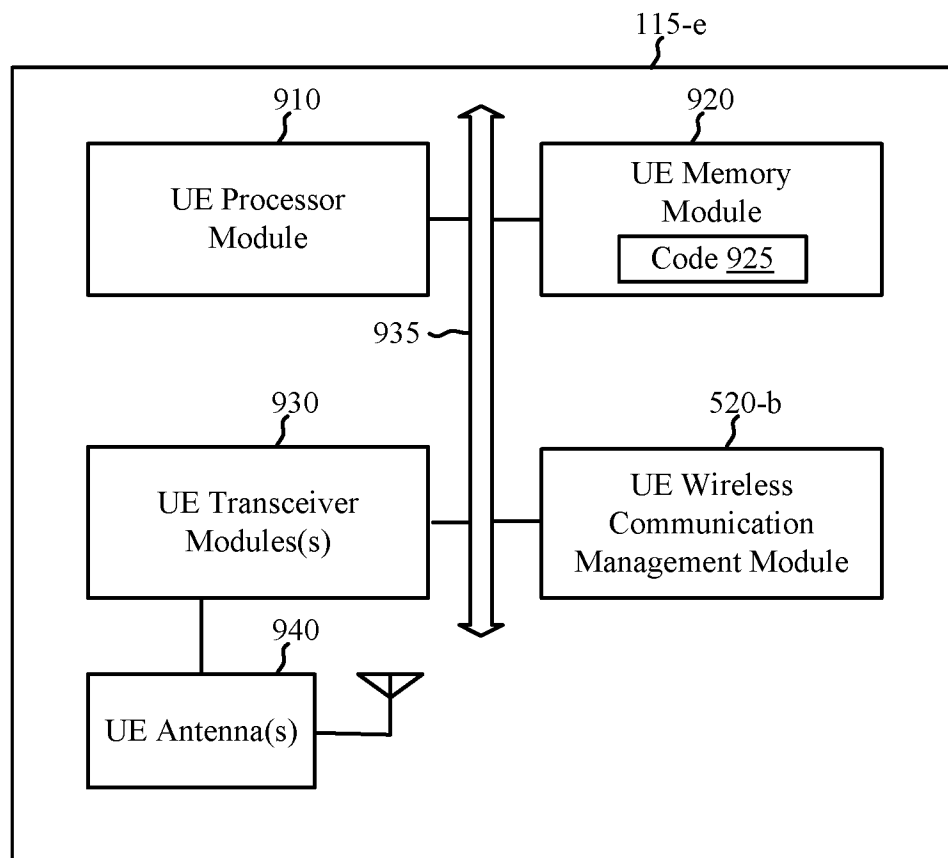 115-e
910
UE Processor
Module
920
UE Memory
Module
Code 925
935
930
UE Transceiver
Modules(s)
520-b
UE Wireless
Communication
Management Module
940
UE Antenna(s)